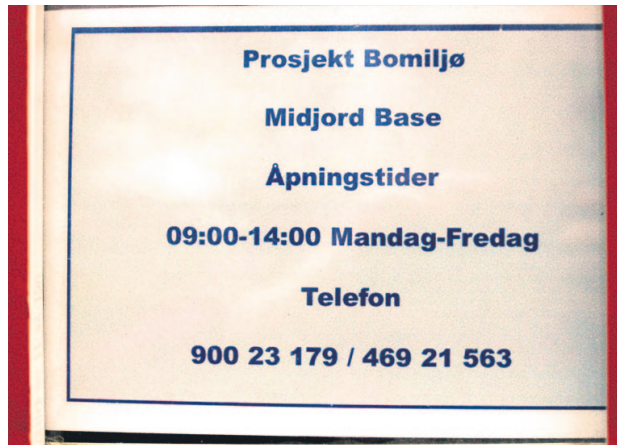 Prosjekt Bomiljø
Midjord Base
Åpningstider
09:00-14:00 Mandag-Fredag
Telefon
900 23 179 / 469 21 563